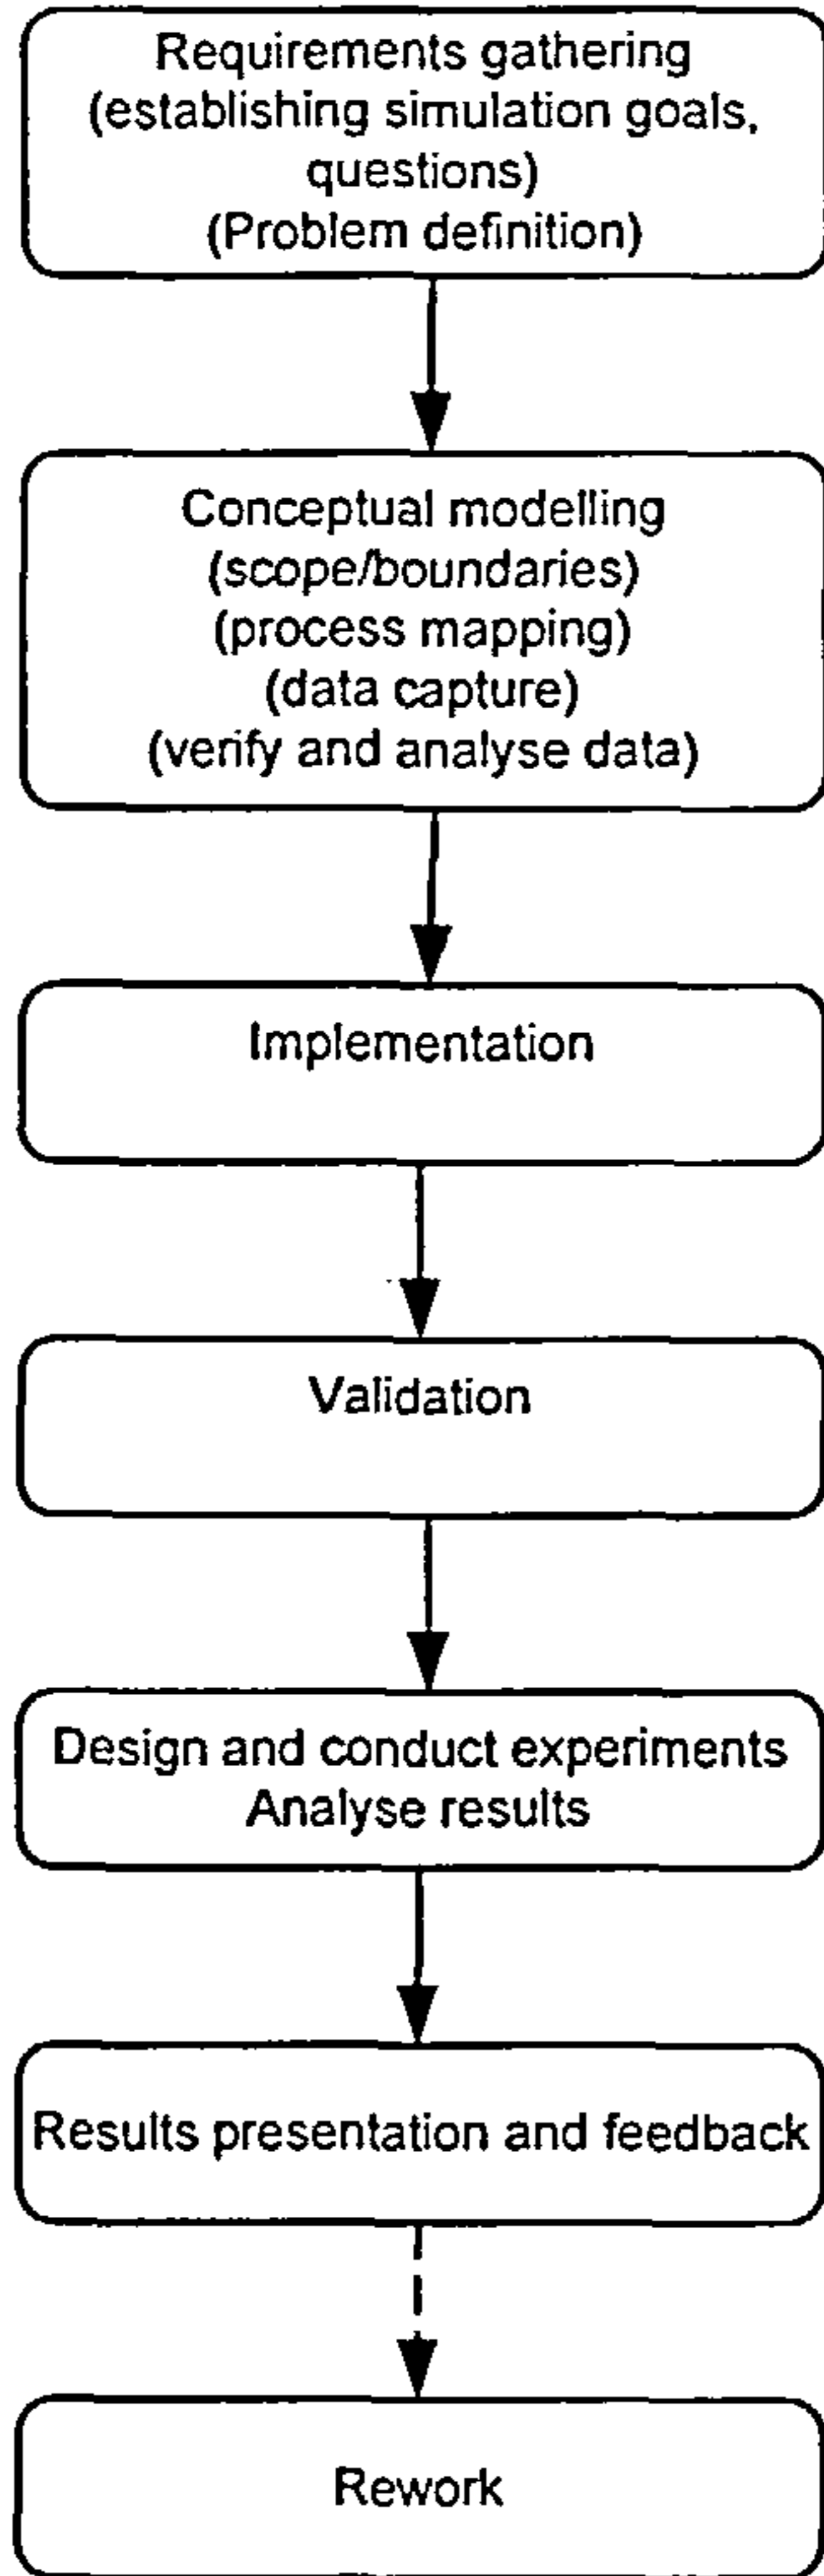 Requirements gathering
(establishing simulation goals,
questions)
(Problem definition)
Conceptual modelling
(scope/boundaries)
(process mapping)
(data capture)
(verify and analyse data)
Implementation
Validation
Design and conduct experiments
Analyse results
Results presentation and feedback
Rework